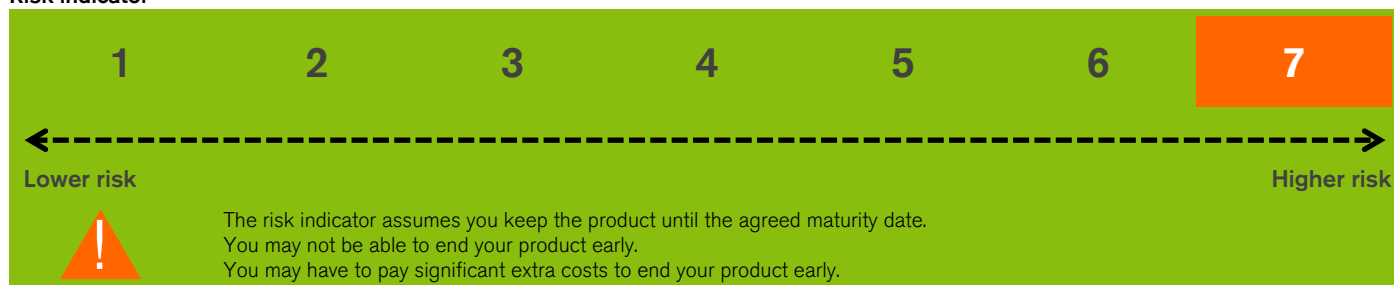 Risk indicator
1 2 3 4 5 6 7
Lower risk Higher risk
!
The risk indicator assumes you keep the product until the agreed maturity date.
You may not be able to end your product early.
You may have to pay significant extra costs to end your product early.